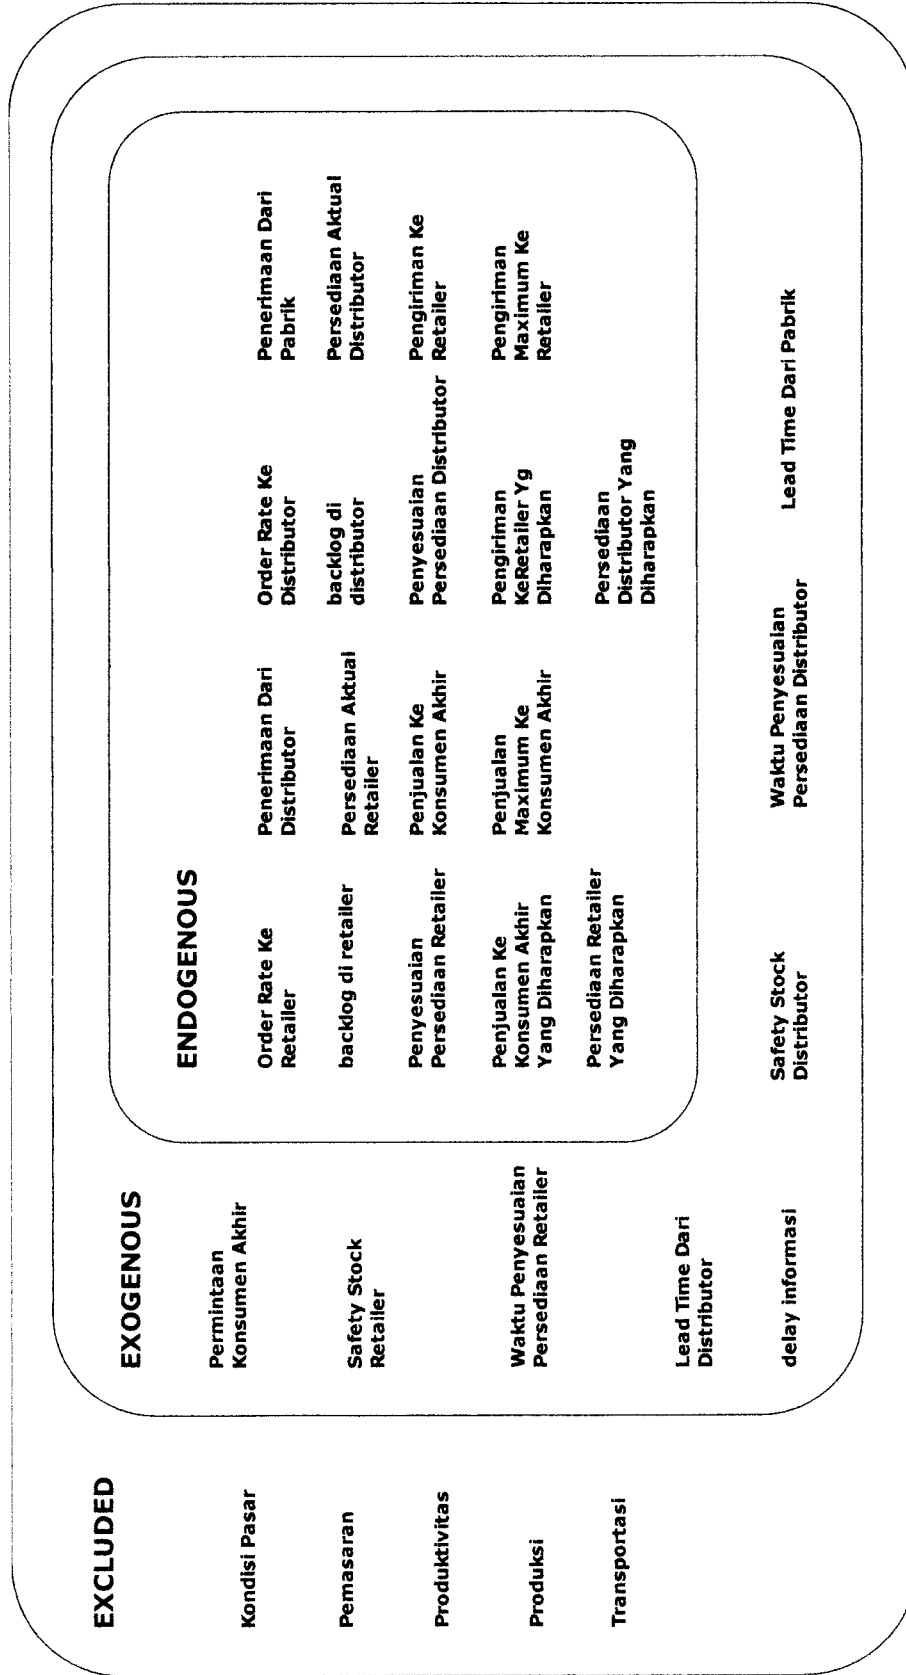 EXCLUDED
Kondisi Pasar
Pemasaran
Produktivitas
Produksi
Transportasi
EXOGENOUS
Permintaan
Konsumen Akhir
Safety Stock
Retailer
Waktu Penyesuaian
Persediaan Retailer
Lead Time Dari
Distributor
delay informasi
Safety Stock
Distributor
Waktu Penyesuaian
Persediaan Distributor
Lead Time Dari Pabrik
ENDOGENOUS
Order Rate Ke
Retailer
backlog di retailer
Penyesuaian
Persediaan Retailer
Penjualan Ke
Konsumen Akhir
Yang Diharapkan
Persediaan Retailer
Yang Diharapkan
Penerimaan Dari
Distributor
Persediaan Aktual
Retailer
Penjualan Ke
Konsumen Akhir
Penjualan
Maximum Ke
Konsumen Akhir
Order Rate Ke
Distributor
backlog di
distributor
Penyesuaian
Persediaan Distributor
Pengiriman
KeRetailer Yg
Diharapkan
Persediaan
Distributor Yang
Diharapkan
Penerimaan Dari
Pabrik
Persediaan Aktual
Distributor
Pengiriman Ke
Retailer
Pengiriman
Maximum Ke
Retailer